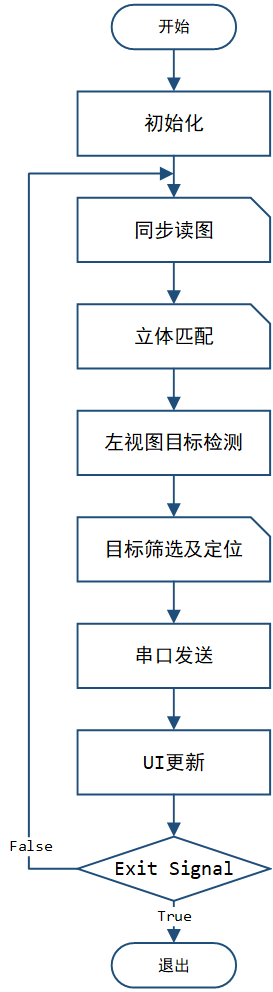 开始
初始化
同步读图
立体匹配
左视图目标检测
目标筛选及定位
串口发送
UI更新
Exit Signal
False
True
退出